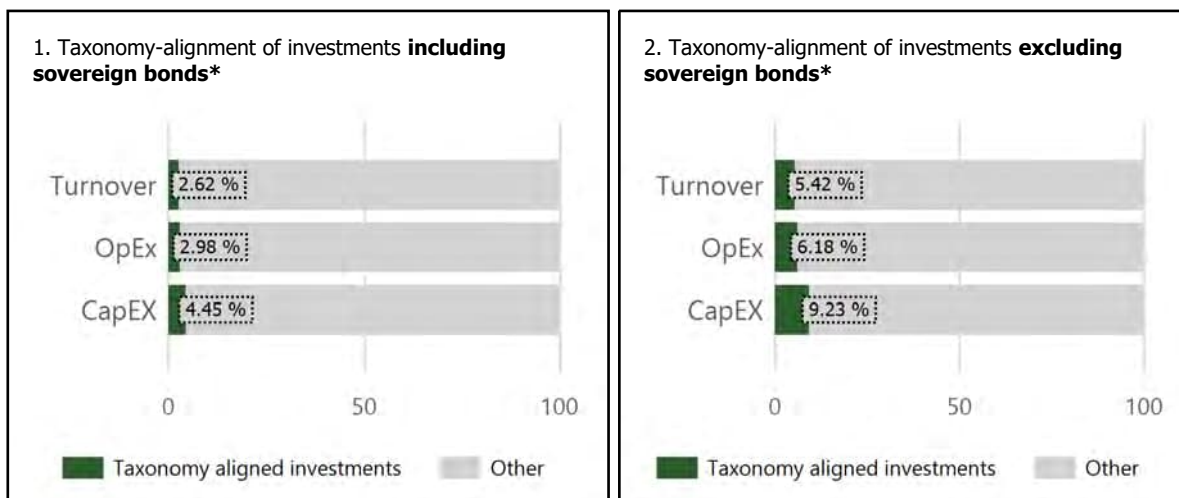 1. Taxonomy-alignment of investments including
sovereign bonds*
Turnover
2.62 %
OpEx
2.98 %
CapEX
4.45 %
0
50
100
Taxonomy aligned investments
Other
2. Taxonomy-alignment of investments excluding
sovereign bonds*
Turnover
5.42 %
OpEx
6.18 %
CapEX
9.23 %
0
50
100
Taxonomy aligned investments
Other